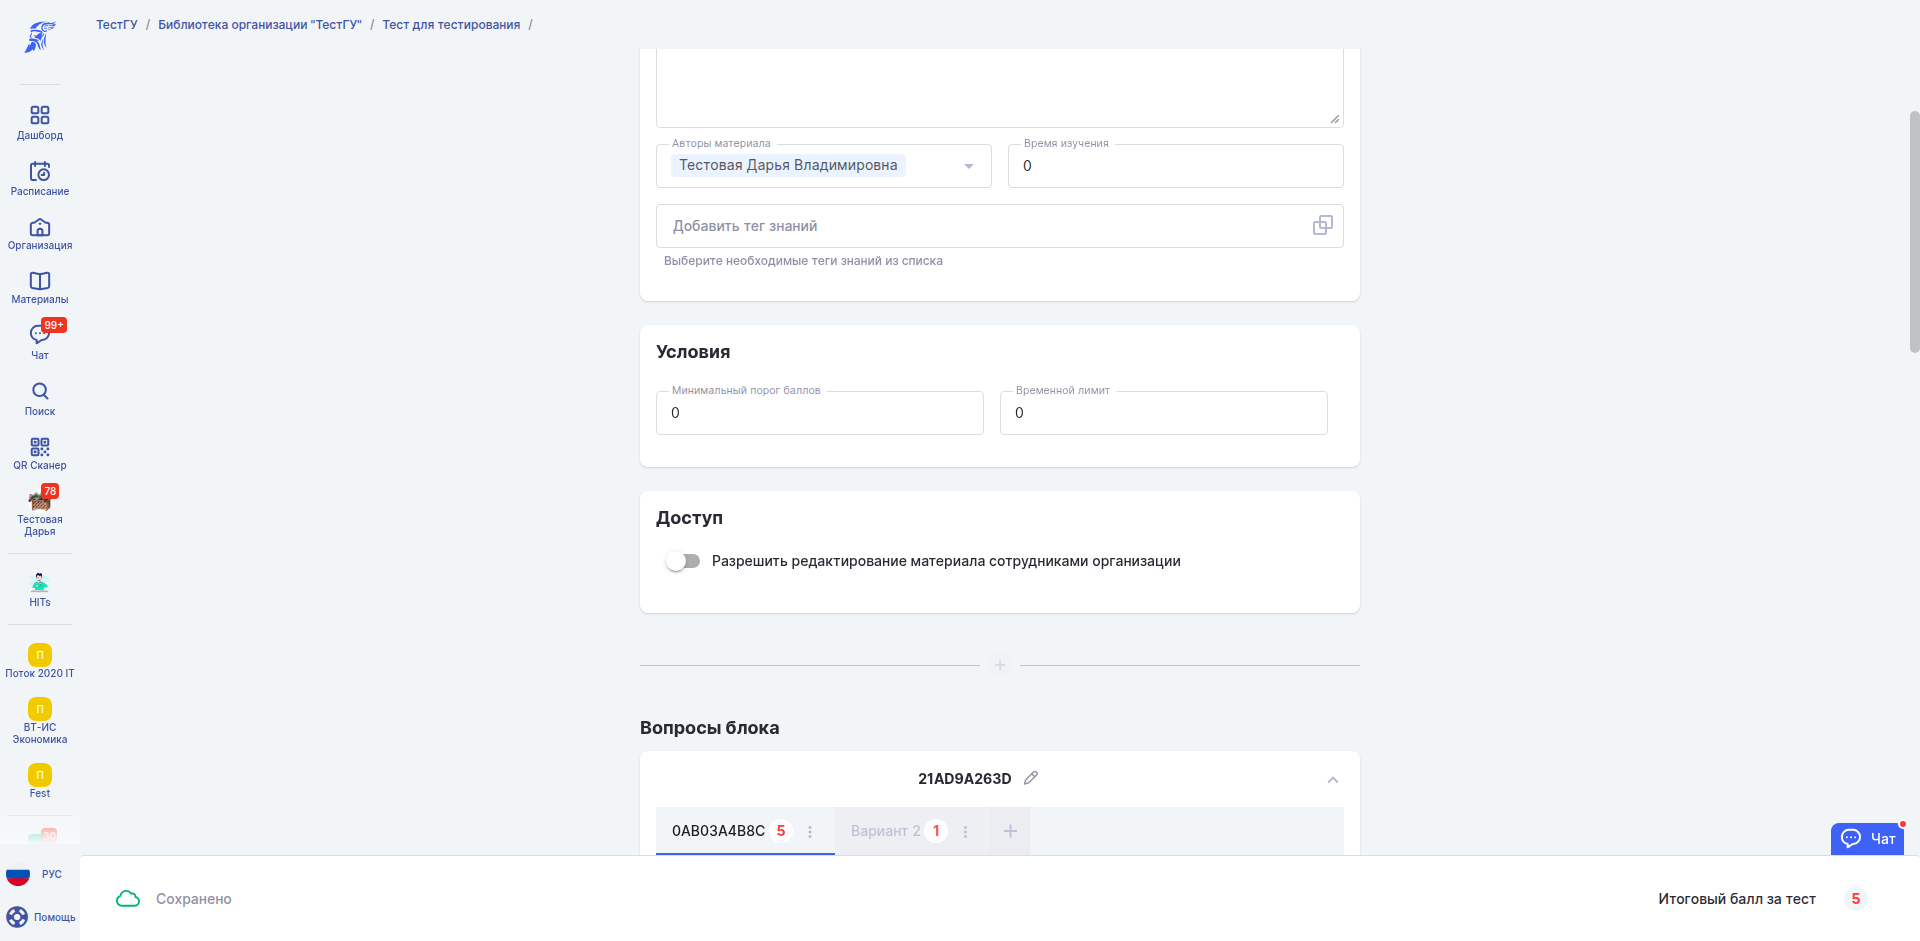 ТестГУ / Библиотека организации "ТестГУ" / Тест для тестирования /
Дашборд
Расписание
Организация
Материалы
99+
Чат
Поиск
QR Сканер
78
Тестовая
Дарья
HITs
П
Поток 2020 IT
П
ВТ-ИС
Экономика
П
Fest
30
РУС
Помощь
Авторы материала
Тестовая Дарья Владимировна
Время изучения
0
Добавить тег знаний
Выберите необходимые теги знаний из списка
Условия
Минимальный порог баллов
0
Временной лимит
0
Доступ
Разрешить редактирование материала сотрудниками организации
Вопросы блока
21AD9A263D
0AB03A4B8C 5
Вариант 2 1
Чат
Сохранено
Итоговый балл за тест 5